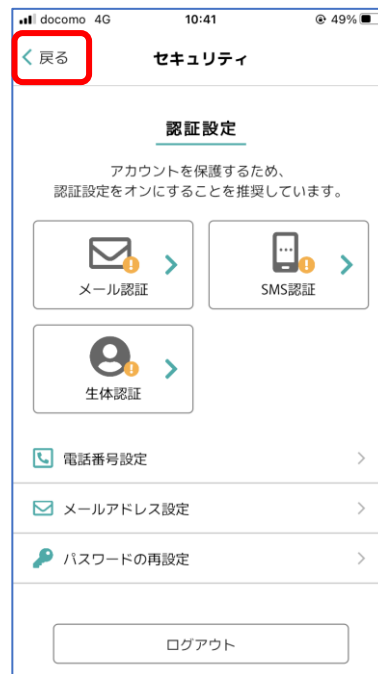 docomo 4G 10:41 49%
戻る セキュリティ
認証設定
アカウントを保護するため、
認証設定をオンにすることを推奨しています。
メール認証 SMS認証
生体認証
電話番号設定
メールアドレス設定
パスワードの再設定
ログアウト